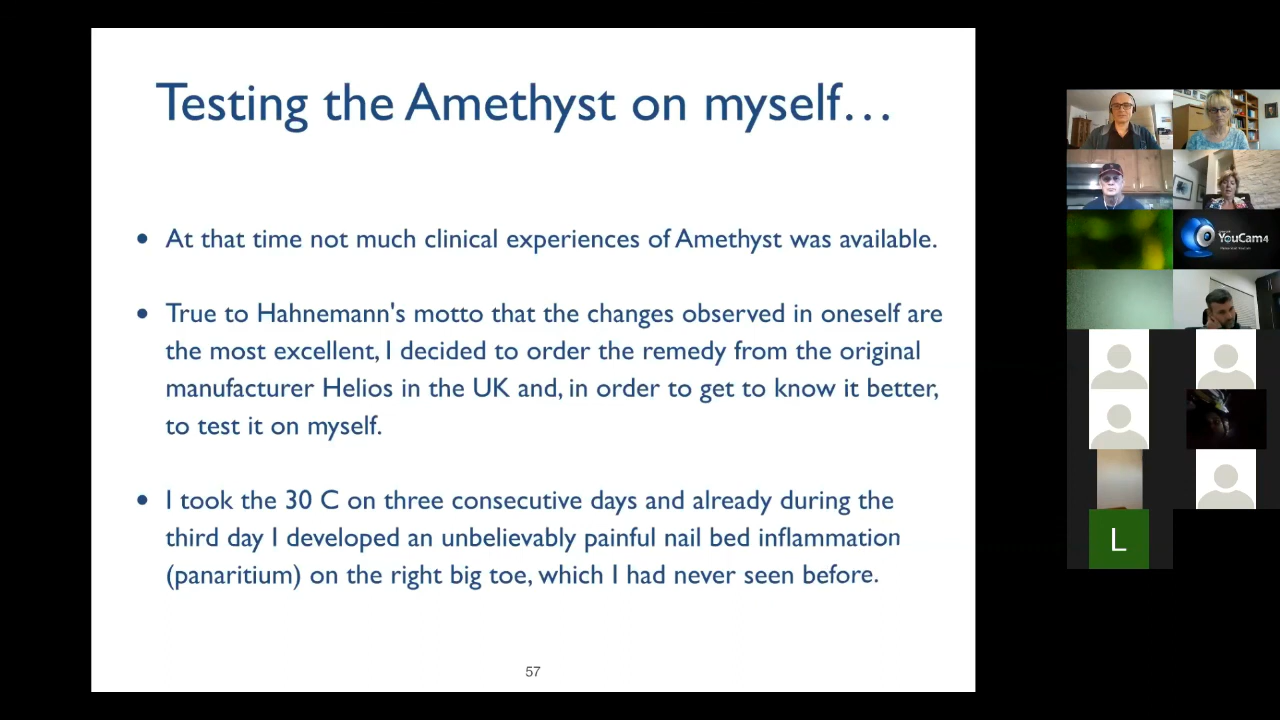 Testing the Amethyst on myself…
• At that time not much clinical experiences of Amethyst was available.
• True to Hahnemann's motto that the changes observed in oneself are
the most excellent, I decided to order the remedy from the original
manufacturer Helios in the UK and, in order to get to know it better,
to test it on myself.
• I took the 30 C on three consecutive days and already during the
third day I developed an unbelievably painful nail bed inflammation
(panaritium) on the right big toe, which I had never seen before.
57
YouCam4
L